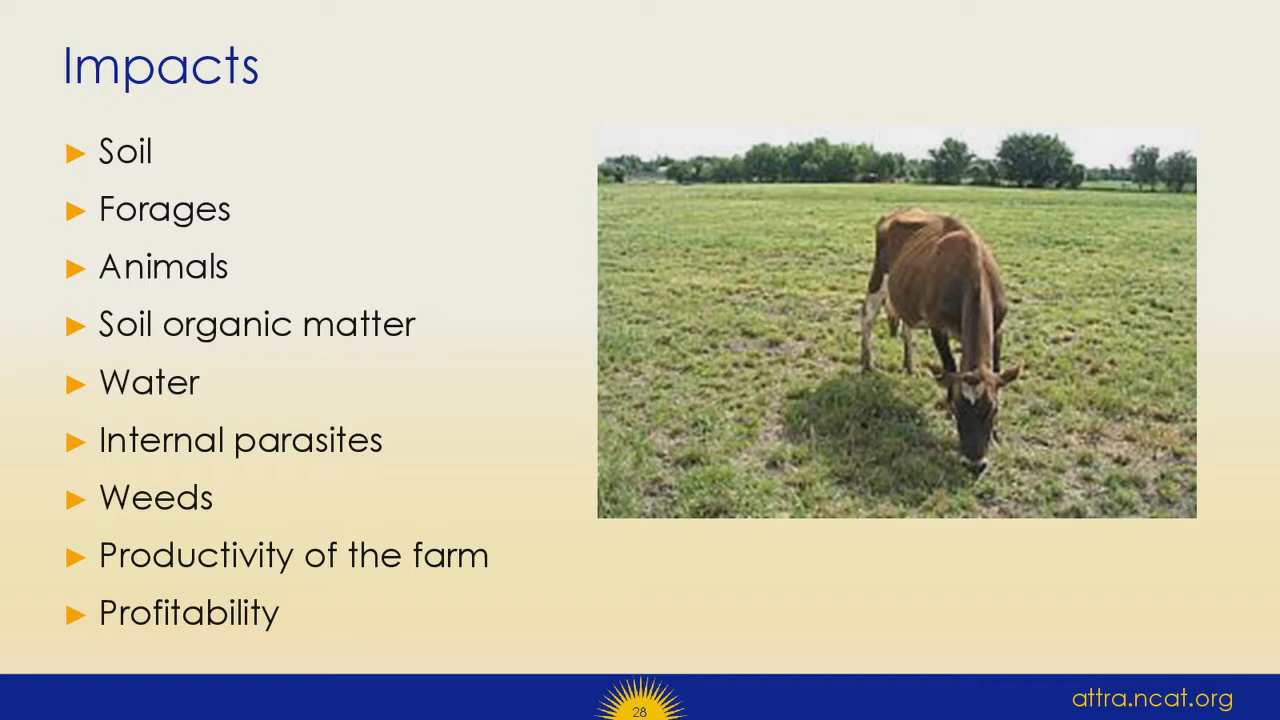 Impacts
Soil
Forages
Animals
Soil organic matter
Water
Internal parasites
Weeds
Productivity of the farm
Profitability
28
attra.ncat.org